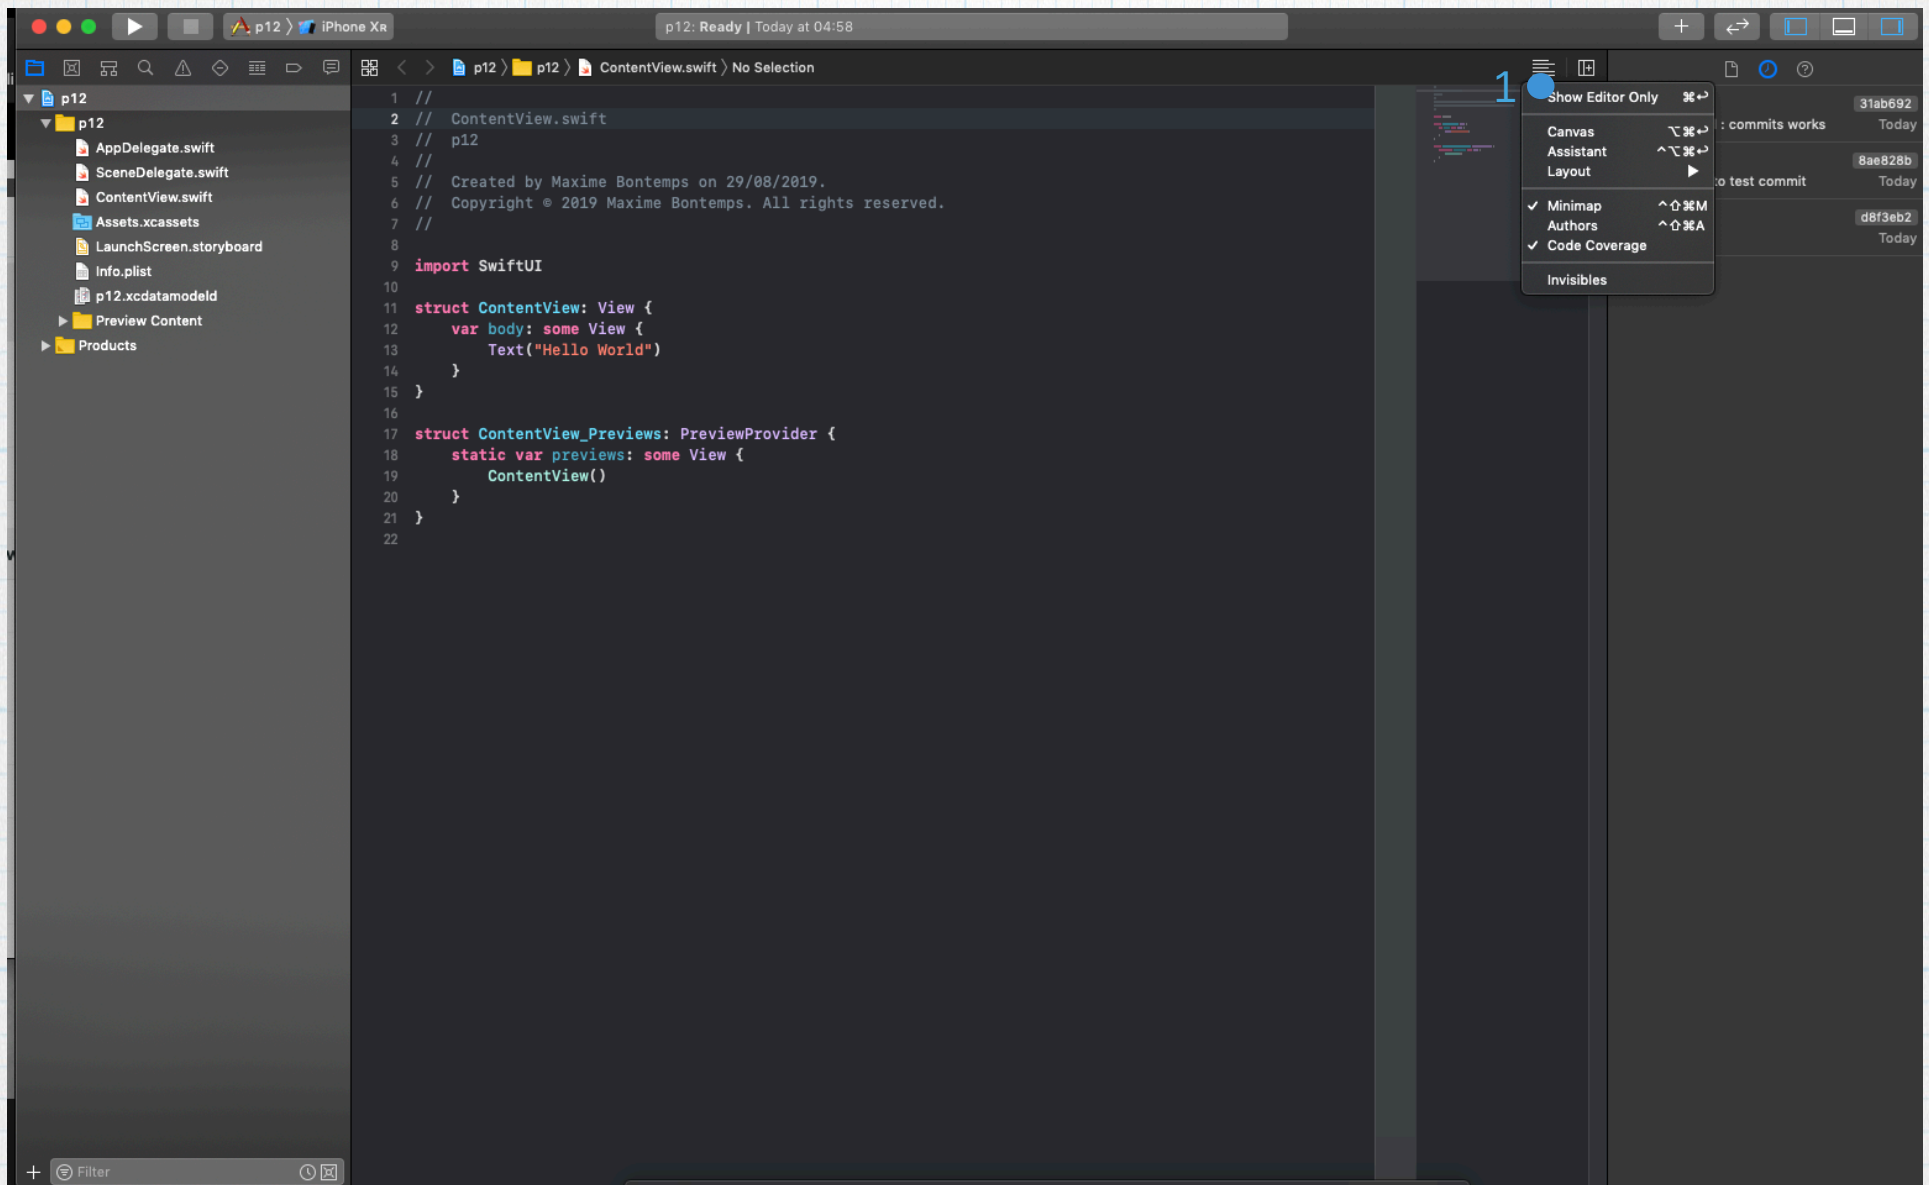 p12 〉 iPhone XR
p12: Ready | Today at 04:58
p12 〉 p12 〉 ContentView.swift 〉 No Selection
p12
p12
AppDelegate.swift
SceneDelegate.swift
ContentView.swift
Assets.xcassets
LaunchScreen.storyboard
Info.plist
p12.xcdatamodeld
Preview Content
Products
Filter
1 //
2 //  ContentView.swift
3 //  p12
4 //
5 //  Created by Maxime Bontemps on 29/08/2019.
6 //  Copyright © 2019 Maxime Bontemps. All rights reserved.
7 //
8
9 import SwiftUI
10
11 struct ContentView: View {
12     var body: some View {
13         Text("Hello World")
14     }
15 }
16
17 struct ContentView_Previews: PreviewProvider {
18     static var previews: some View {
19         ContentView()
20     }
21 }
22
1
Show Editor Only ⌘↩
Canvas ⌥⌘↩
Assistant ^⌥⌘↩
Layout ▶
✓ Minimap ^⇧⌘M
Authors ^⇧⌘A
✓ Code Coverage
Invisibles
31ab692
: commits works Today
8ae828b
to test commit Today
d8f3eb2
Today